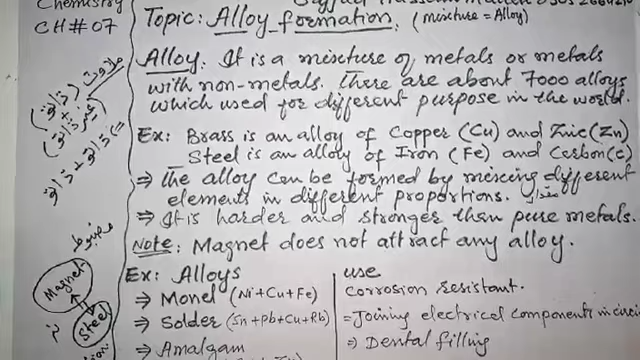 Chemistry
CH # 07
Topic: Alloy formation. (mixture = Alloy)
Alloy. It is a mixture of metals or metals
with non-metals. There are about 7000 alloys
which used for different purpose in the world.
Ex: Brass is an alloy of Copper (Cu) and Zinc (Zn)
Steel is an alloy of Iron (Fe) and Carbon (C)
⇒ The alloy can be formed by mixing different
elements in different proportions. مقدار
⇒ It is harder and stronger than pure metals.
Note: Magnet does not attract any alloy.
ملاوٹ
مضبوط
Magnet
Steel
Ex: Alloys
⇒ Monel (Ni+Cu+Fe)
⇒ Solder (Sn+Pb+Cu+Rb)
⇒ Amalgam
use
Corrosion resistant.
=Joining electrical components in
⇒ Dental filling